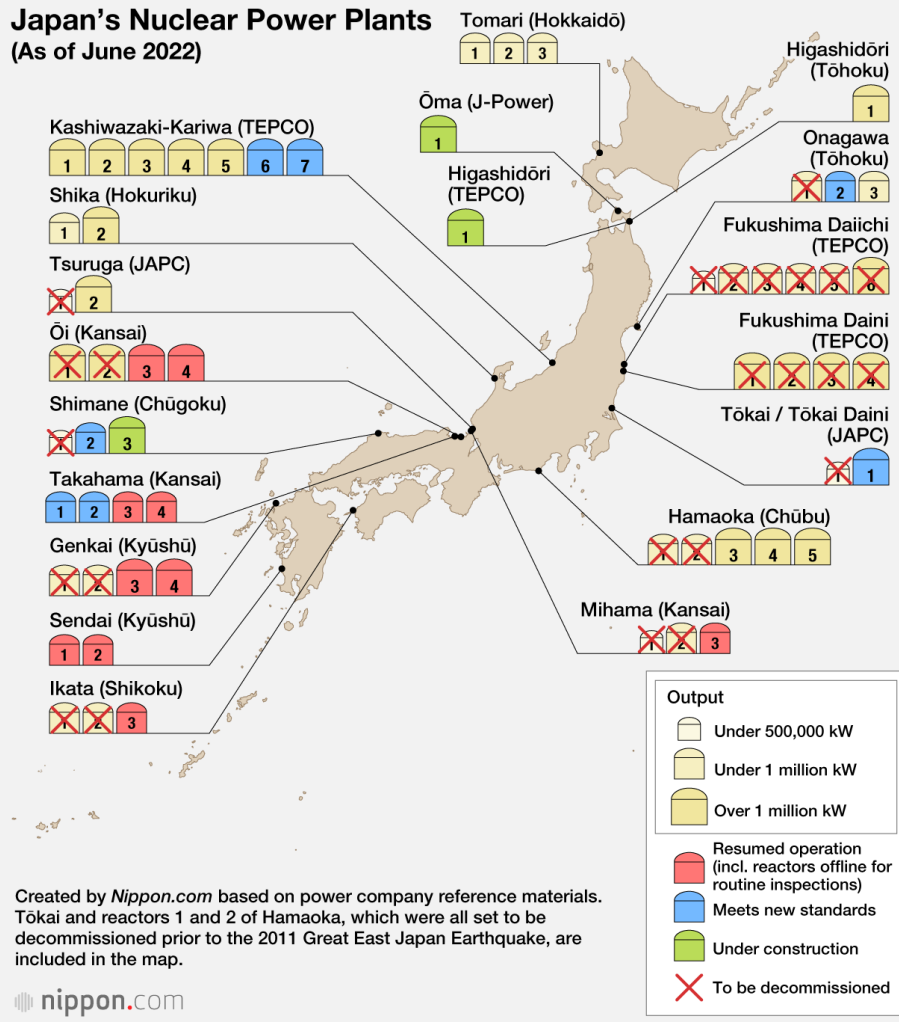 Japan's Nuclear Power Plants
(As of June 2022)
Tomari (Hokkaidō)
1 2 3
Higashidōri
(Tōhoku)
1
Ōma (J-Power)
1
Kashiwazaki-Kariwa (TEPCO)
1 2 3 4 5 6 7
Onagawa
(Tōhoku)
1 2 3
Higashidōri
(TEPCO)
1
Shika (Hokuriku)
1 2
Fukushima Daiichi
(TEPCO)
1 2 3 4 5 6
Tsuruga (JAPC)
1 2
Fukushima Daini
(TEPCO)
1 2 3 4
Ōi (Kansai)
1 2 3 4
Shimane (Chūgoku)
1 2 3
Tōkai / Tōkai Daini
(JAPC)
1 1
Takahama (Kansai)
1 2 3 4
Hamaoka (Chūbu)
1 2 3 4 5
Genkai (Kyūshū)
1 2 3 4
Mihama (Kansai)
1 2 3
Sendai (Kyūshū)
1 2
Ikata (Shikoku)
1 2 3
Output
Under 500,000 kW
Under 1 million kW
Over 1 million kW
Resumed operation
(incl. reactors offline for
routine inspections)
Meets new standards
Under construction
To be decommissioned
Created by Nippon.com based on power company reference materials.
Tōkai and reactors 1 and 2 of Hamaoka, which were all set to be
decommissioned prior to the 2011 Great East Japan Earthquake, are
included in the map.
nippon.com